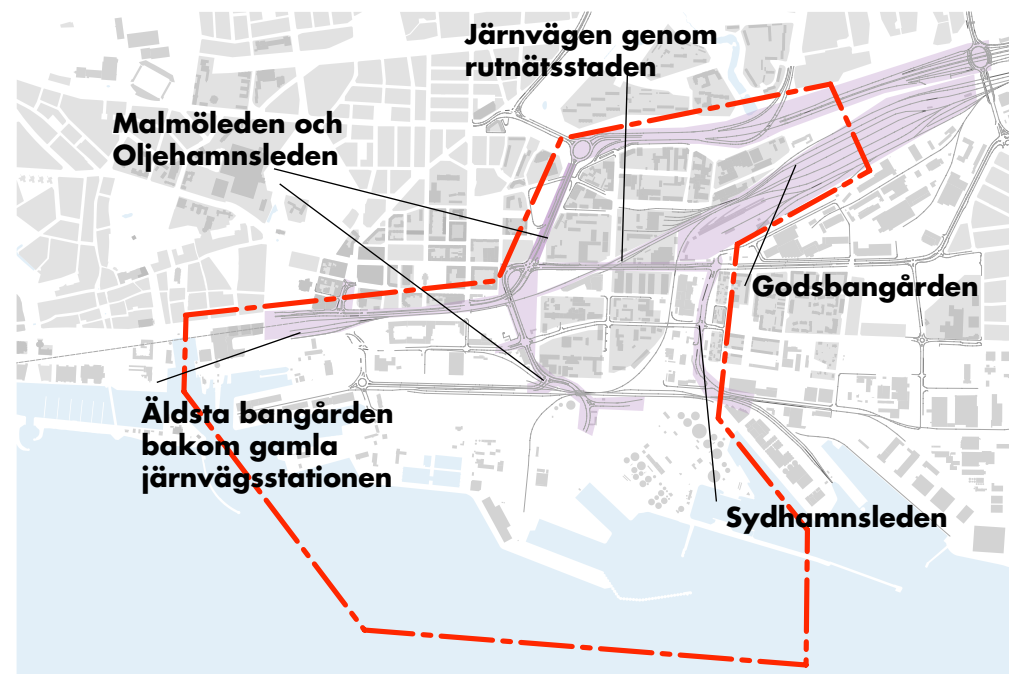 Järnvägen genom
rutnätsstaden
Malmöleden och
Oljehamnsleden
Godsbangården
Äldsta bangården
bakom gamla
järnvägsstationen
Sydhamnsleden